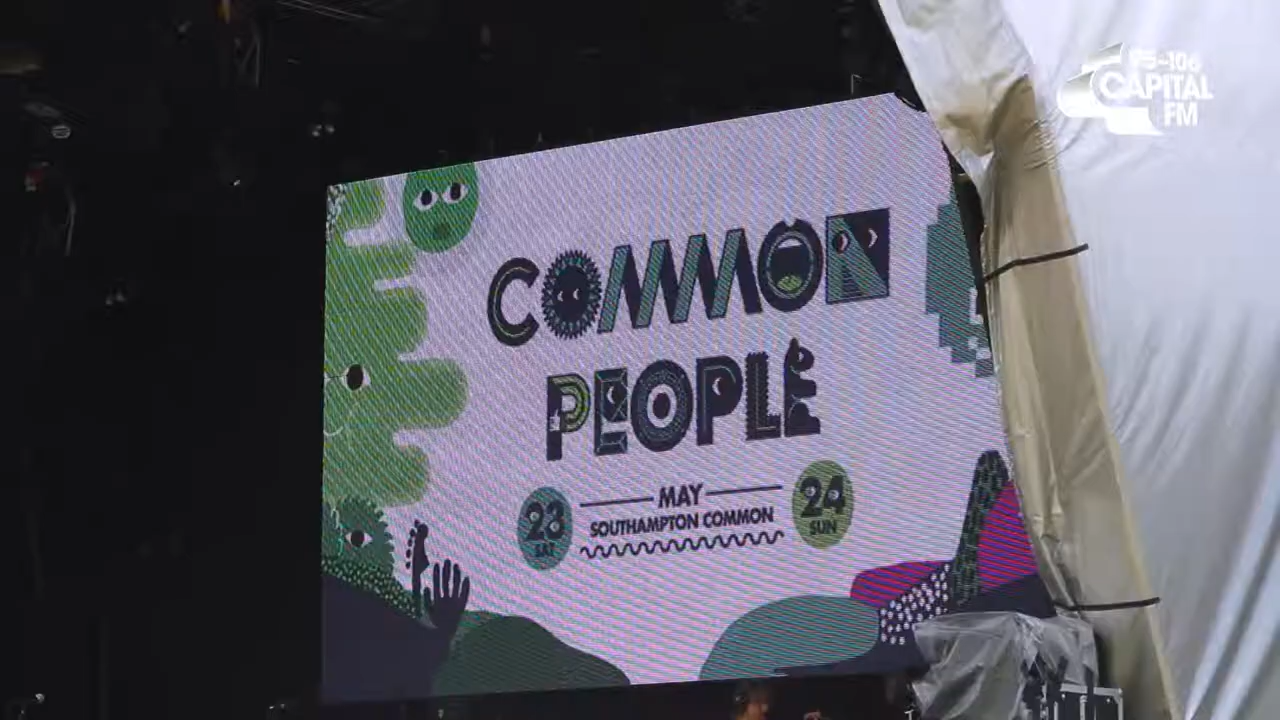 95-106
CAPITAL
FM
COMMON
PEOPLE
23
SAT
MAY
SOUTHAMPTON COMMON
24
SUN